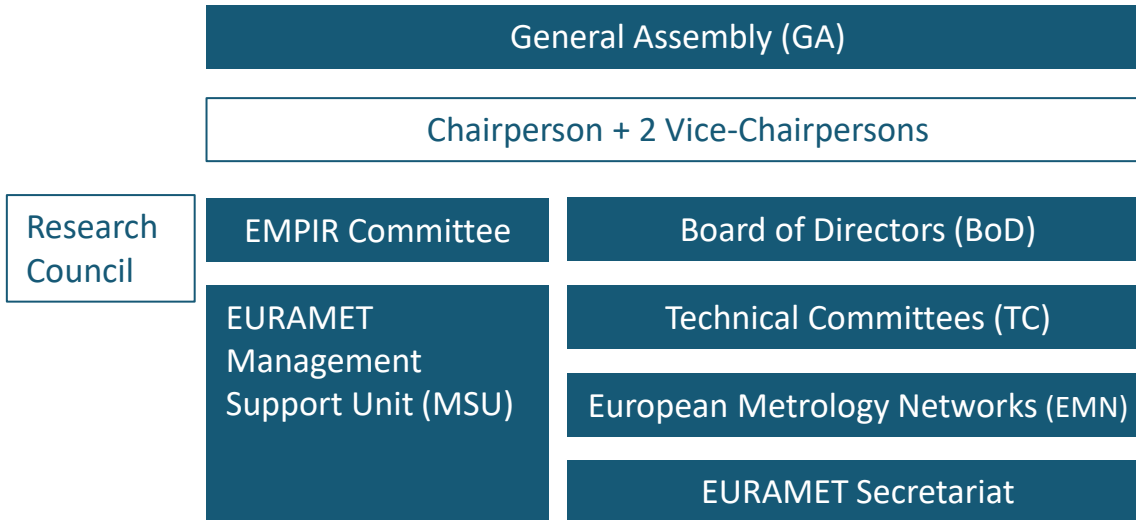 General Assembly (GA)
Chairperson + 2 Vice-Chairpersons
Research
Council
EMPIR Committee
Board of Directors (BoD)
EURAMET
Management
Support Unit (MSU)
Technical Committees (TC)
European Metrology Networks (EMN)
EURAMET Secretariat